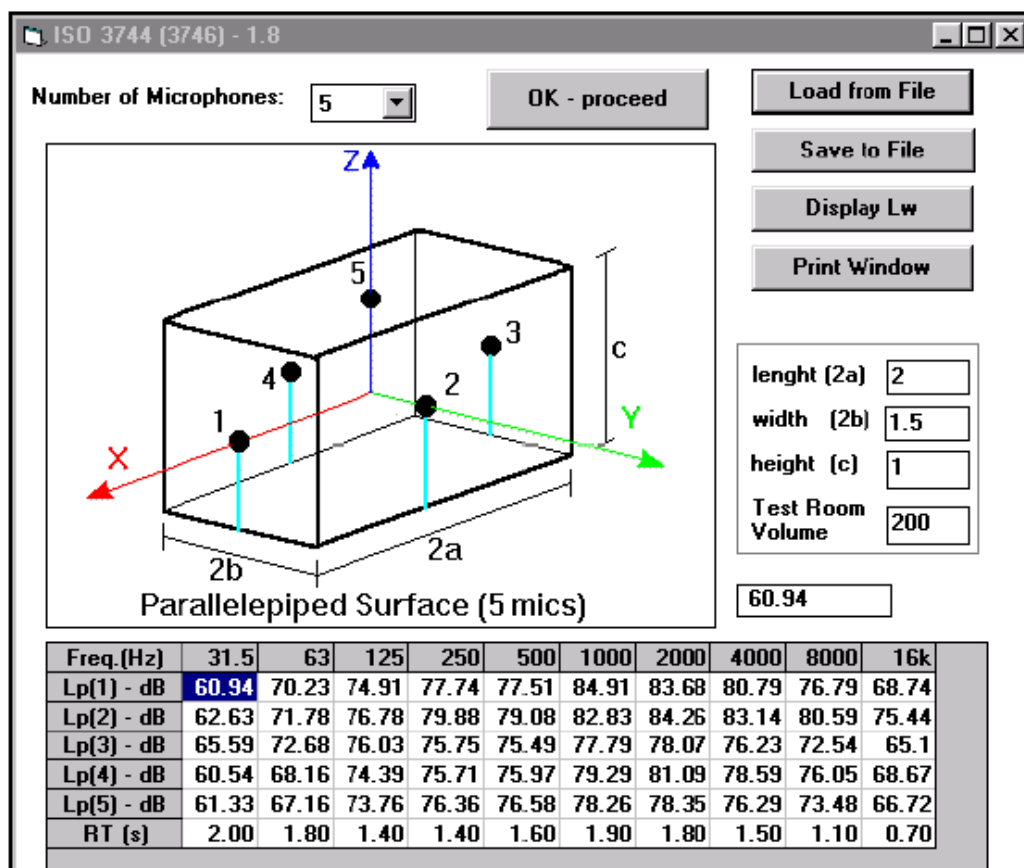 ISO 3744 (3746) - 1.8
Number of Microphones: 5
OK - proceed
Load from File
Save to File
Display Lw
Print Window
Z
5
3
4
2
1
c
X
Y
2b
2a
Parallelepiped Surface (5 mics)
lenght (2a) 2
width (2b) 1.5
height (c) 1
Test Room
Volume 200
60.94
Freq.(Hz) 31.5 63 125 250 500 1000 2000 4000 8000 16k
Lp(1) - dB 60.94 70.23 74.91 77.74 77.51 84.91 83.68 80.79 76.79 68.74
Lp(2) - dB 62.63 71.78 76.78 79.88 79.08 82.83 84.26 83.14 80.59 75.44
Lp(3) - dB 65.59 72.68 76.03 75.75 75.49 77.79 78.07 76.23 72.54 65.1
Lp(4) - dB 60.54 68.16 74.39 75.71 75.97 79.29 81.09 78.59 76.05 68.67
Lp(5) - dB 61.33 67.16 73.76 76.36 76.58 78.26 78.35 76.29 73.48 66.72
RT (s) 2.00 1.80 1.40 1.40 1.60 1.90 1.80 1.50 1.10 0.70